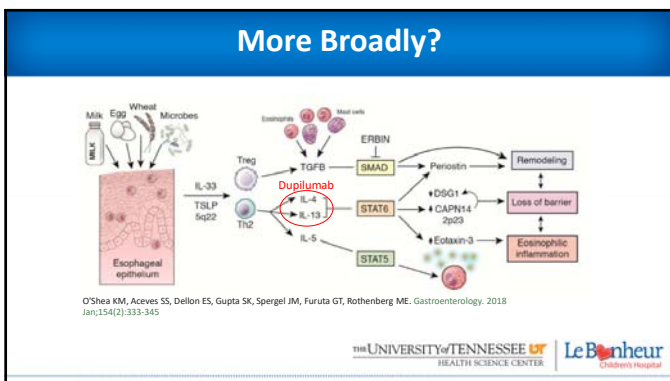 More Broadly?
Milk
Egg
Wheat
Microbes
MILK
Eosinophils
Mast cells
ERBIN
Treg
TGFB
SMAD
Periostin
Remodeling
IL-33
TSLP
5q22
Dupilumab
IL-4
IL-13
STAT6
DSG1
CAPN14
2p23
Loss of barrier
Th2
IL-5
Eotaxin-3
Eosinophilic
inflammation
STAT5
Esophageal
epithelium
O'Shea KM, Aceves SS, Dellon ES, Gupta SK, Spergel JM, Furuta GT, Rothenberg ME. Gastroenterology. 2018
Jan;154(2):333-345
THE UNIVERSITY of TENNESSEE UT
HEALTH SCIENCE CENTER
Le Bonheur
Children's Hospital